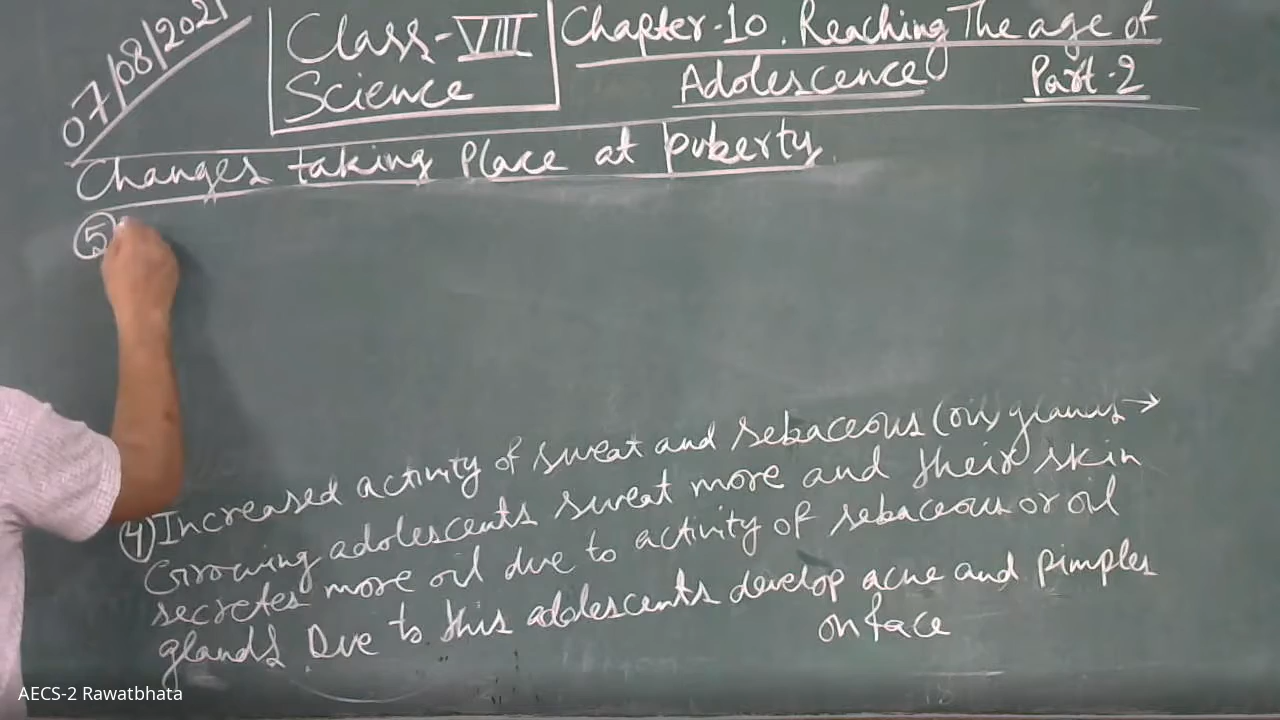 07/08/2021
Class-VIII
Science
Chapter-10. Reaching The age of
Adolescence
Part-2
Changes taking Place at puberty
5
4) Increased activity of sweat and sebaceous (oil) glands →
Growing adolescents sweat more and their skin
secretes more oil due to activity of sebaceous or oil
glands. Due to this adolescents develop acne and pimples
on face
AECS-2 Rawatbhata